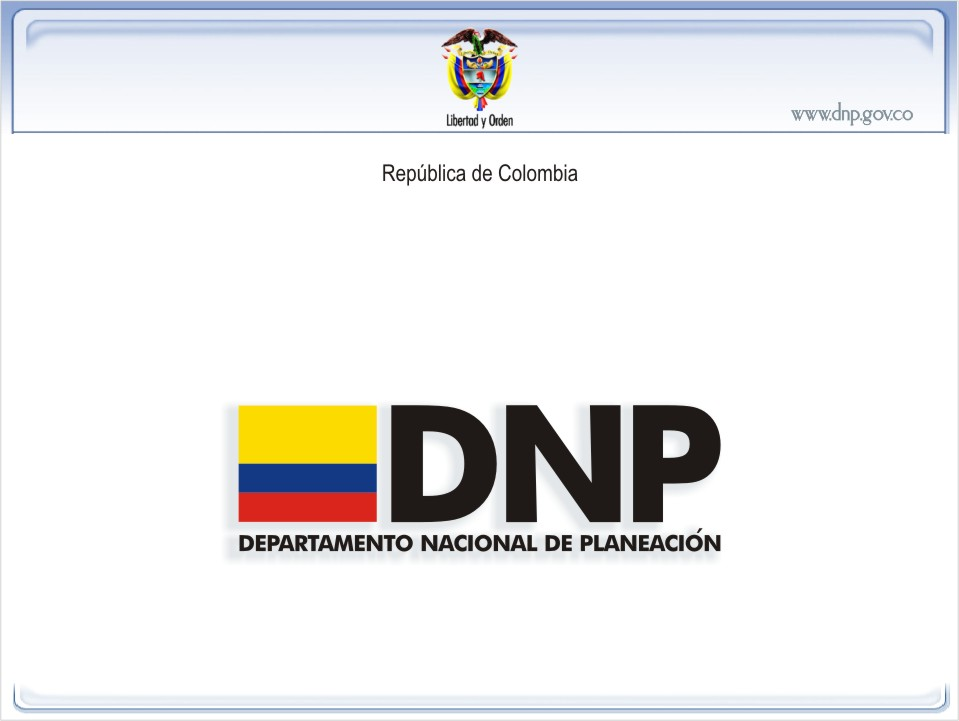 Libertad y Orden
www.dnp.gov.co
República de Colombia
DNP
DEPARTAMENTO NACIONAL DE PLANEACIÓN